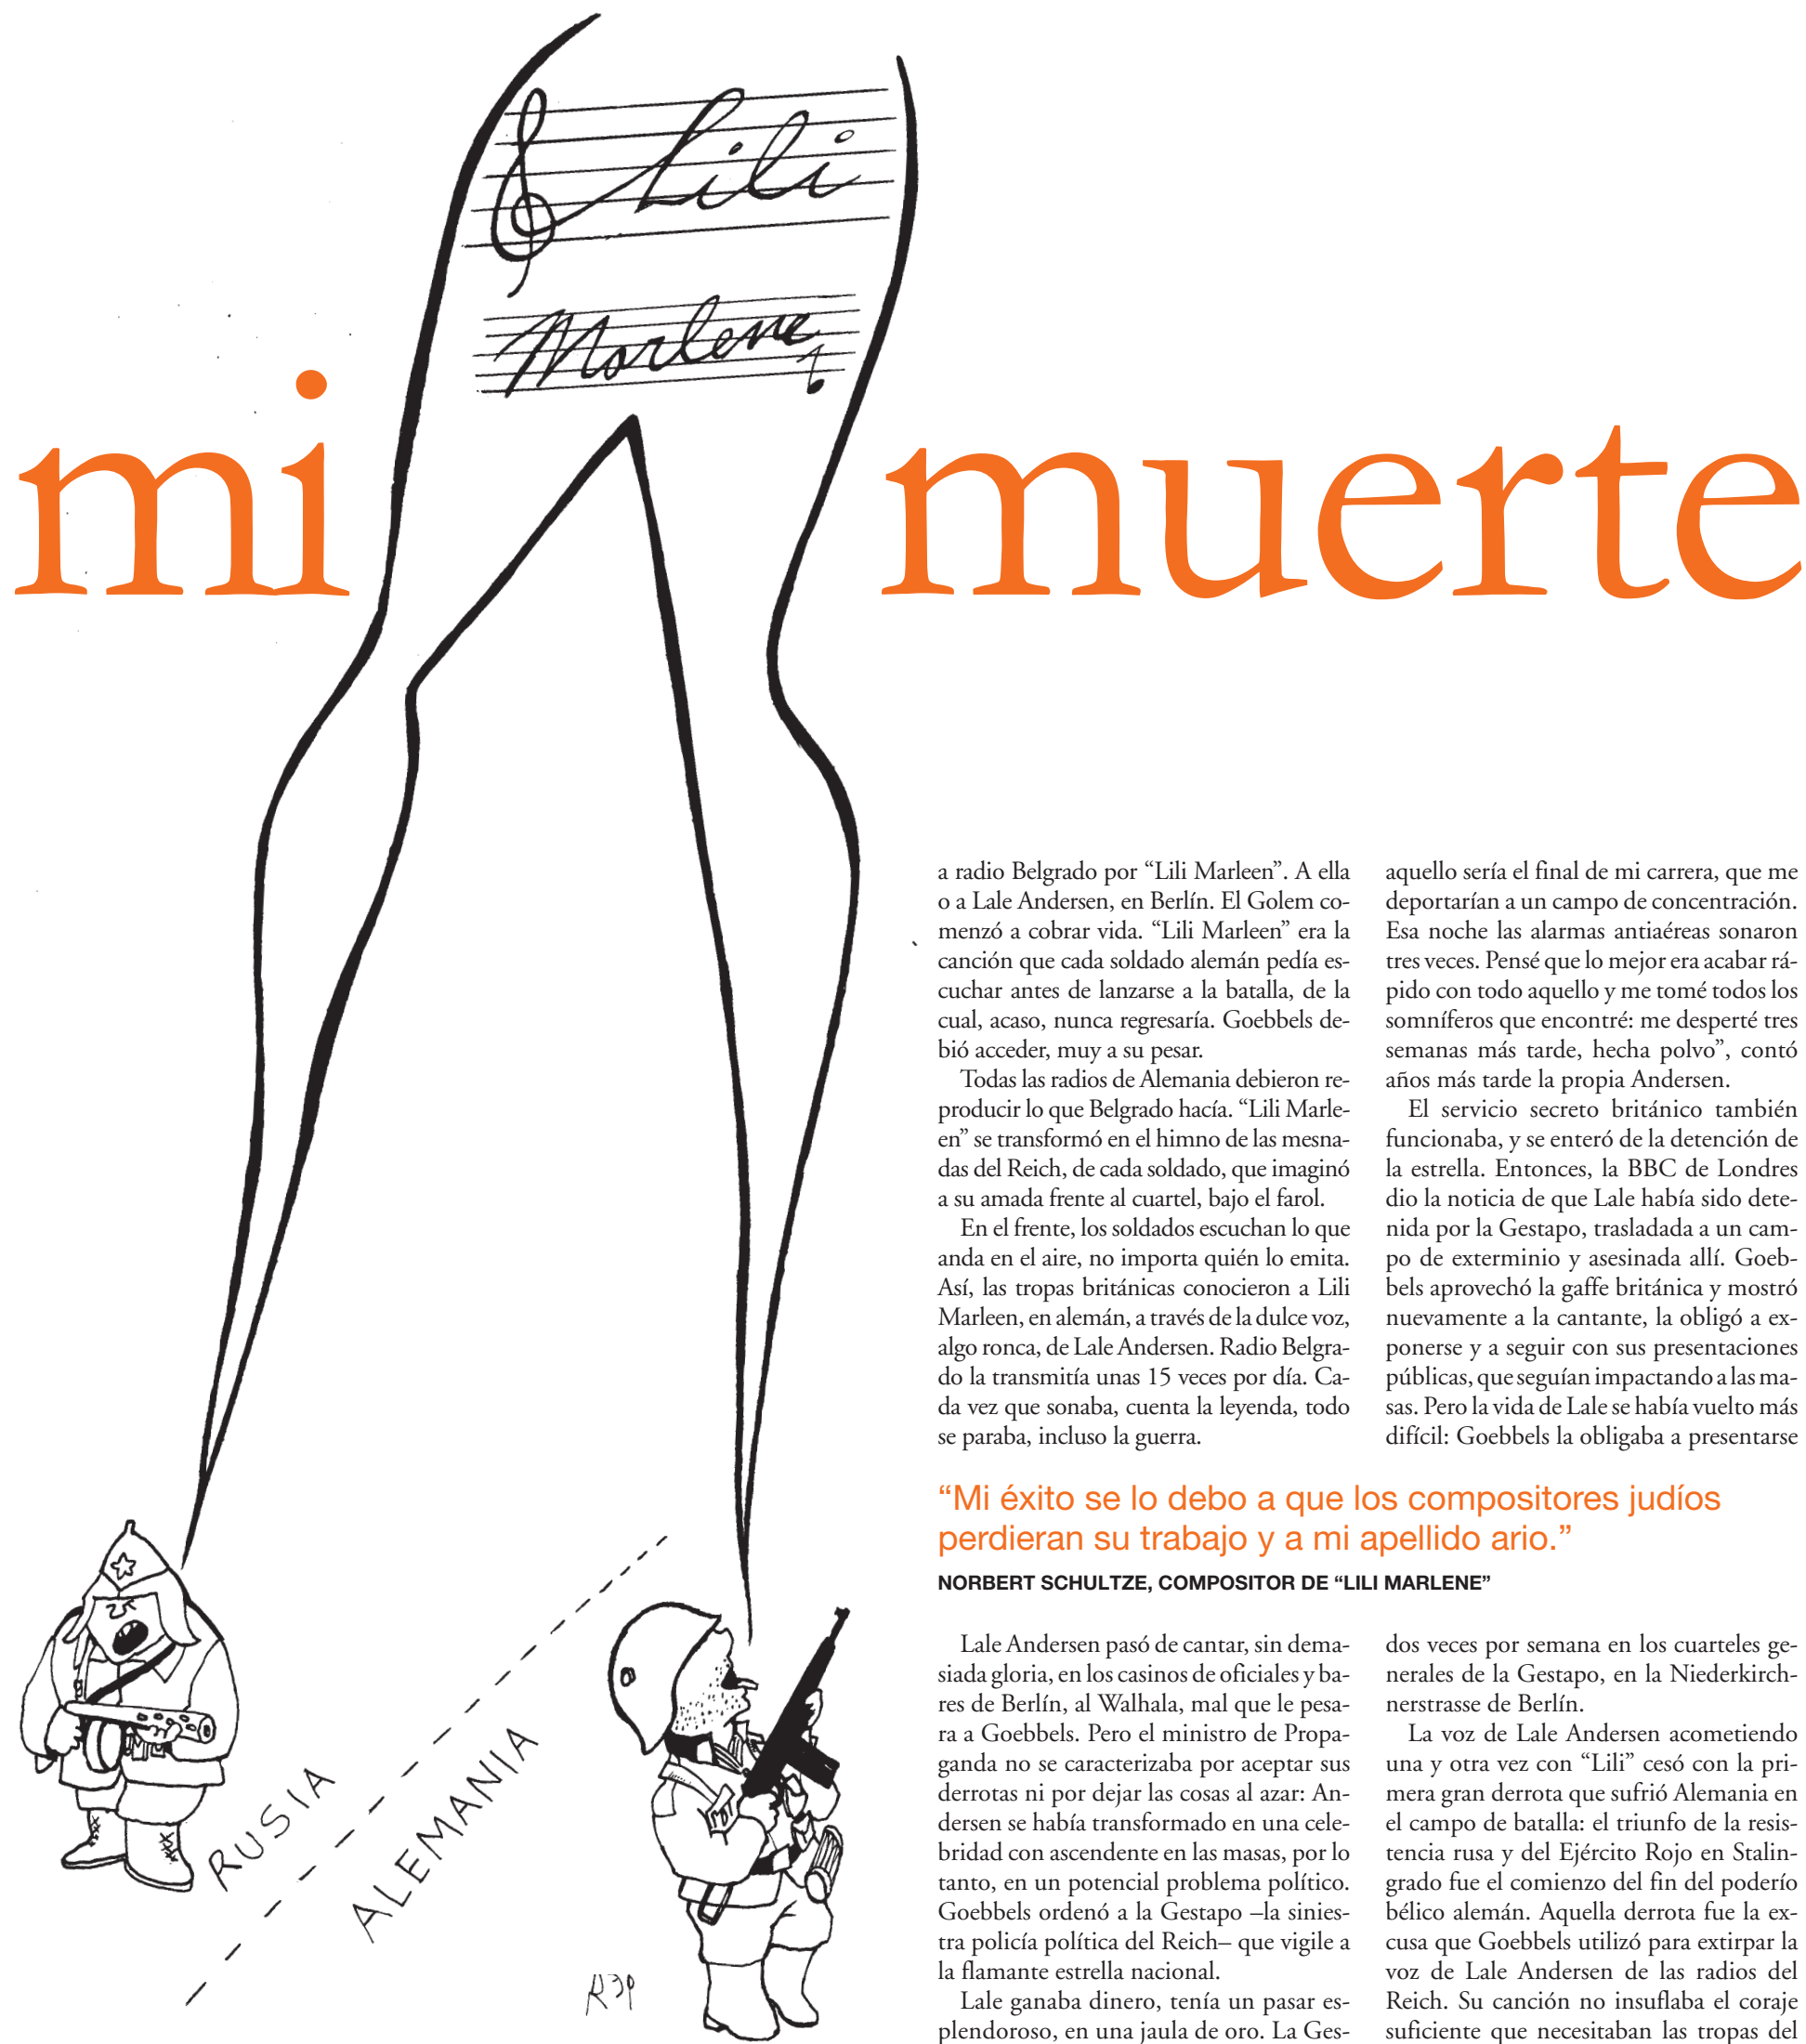 Lili
Marlene
mi muerte
a radio Belgrado por “Lili Marleen”. A ella
o a Lale Andersen, en Berlín. El Golem co-
menzó a cobrar vida. “Lili Marleen” era la
canción que cada soldado alemán pedía es-
cuchar antes de lanzarse a la batalla, de la
cual, acaso, nunca regresaría. Goebbels de-
bió acceder, muy a su pesar.
Todas las radios de Alemania debieron re-
producir lo que Belgrado hacía. “Lili Marle-
en” se transformó en el himno de las mesna-
das del Reich, de cada soldado, que imaginó
a su amada frente al cuartel, bajo el farol.
En el frente, los soldados escuchan lo que
anda en el aire, no importa quién lo emita.
Así, las tropas británicas conocieron a Lili
Marleen, en alemán, a través de la dulce voz,
algo ronca, de Lale Andersen. Radio Belgra-
do la transmitía unas 15 veces por día. Ca-
da vez que sonaba, cuenta la leyenda, todo
se paraba, incluso la guerra.
aquello sería el final de mi carrera, que me
deportarían a un campo de concentración.
Esa noche las alarmas antiaéreas sonaron
tres veces. Pensé que lo mejor era acabar rá-
pido con todo aquello y me tomé todos los
somníferos que encontré: me desperté tres
semanas más tarde, hecha polvo”, contó
años más tarde la propia Andersen.
El servicio secreto británico también
funcionaba, y se enteró de la detención de
la estrella. Entonces, la BBC de Londres
dio la noticia de que Lale había sido dete-
nida por la Gestapo, trasladada a un cam-
po de exterminio y asesinada allí. Goeb-
bels aprovechó la gaffe británica y mostró
nuevamente a la cantante, la obligó a ex-
ponerse y a seguir con sus presentaciones
públicas, que seguían impactando a las ma-
sas. Pero la vida de Lale se había vuelto más
difícil: Goebbels la obligaba a presentarse
“Mi éxito se lo debo a que los compositores judíos
perdieran su trabajo y a mi apellido ario.”
NORBERT SCHULTZE, COMPOSITOR DE “LILI MARLENE”
Lale Andersen pasó de cantar, sin dema-
siada gloria, en los casinos de oficiales y ba-
res de Berlín, al Walhala, mal que le pesa-
ra a Goebbels. Pero el ministro de Propa-
ganda no se caracterizaba por aceptar sus
derrotas ni por dejar las cosas al azar: An-
dersen se había transformado en una cele-
bridad con ascendente en las masas, por lo
tanto, en un potencial problema político.
Goebbels ordenó a la Gestapo –la sinies-
tra policía política del Reich– que vigile a
la flamante estrella nacional.
Lale ganaba dinero, tenía un pasar es-
plendoroso, en una jaula de oro. La Ges-
dos veces por semana en los cuarteles ge-
nerales de la Gestapo, en la Niederkirch-
nerstrasse de Berlín.
La voz de Lale Andersen acometiendo
una y otra vez con “Lili” cesó con la pri-
mera gran derrota que sufrió Alemania en
el campo de batalla: el triunfo de la resis-
tencia rusa y del Ejército Rojo en Stalin-
grado fue el comienzo del fin del poderío
bélico alemán. Aquella derrota fue la ex-
cusa que Goebbels utilizó para extirpar la
voz de Lale Andersen de las radios del
Reich. Su canción no insuflaba el coraje
suficiente que necesitaban las tropas del
RUSIA
ALEMANIA